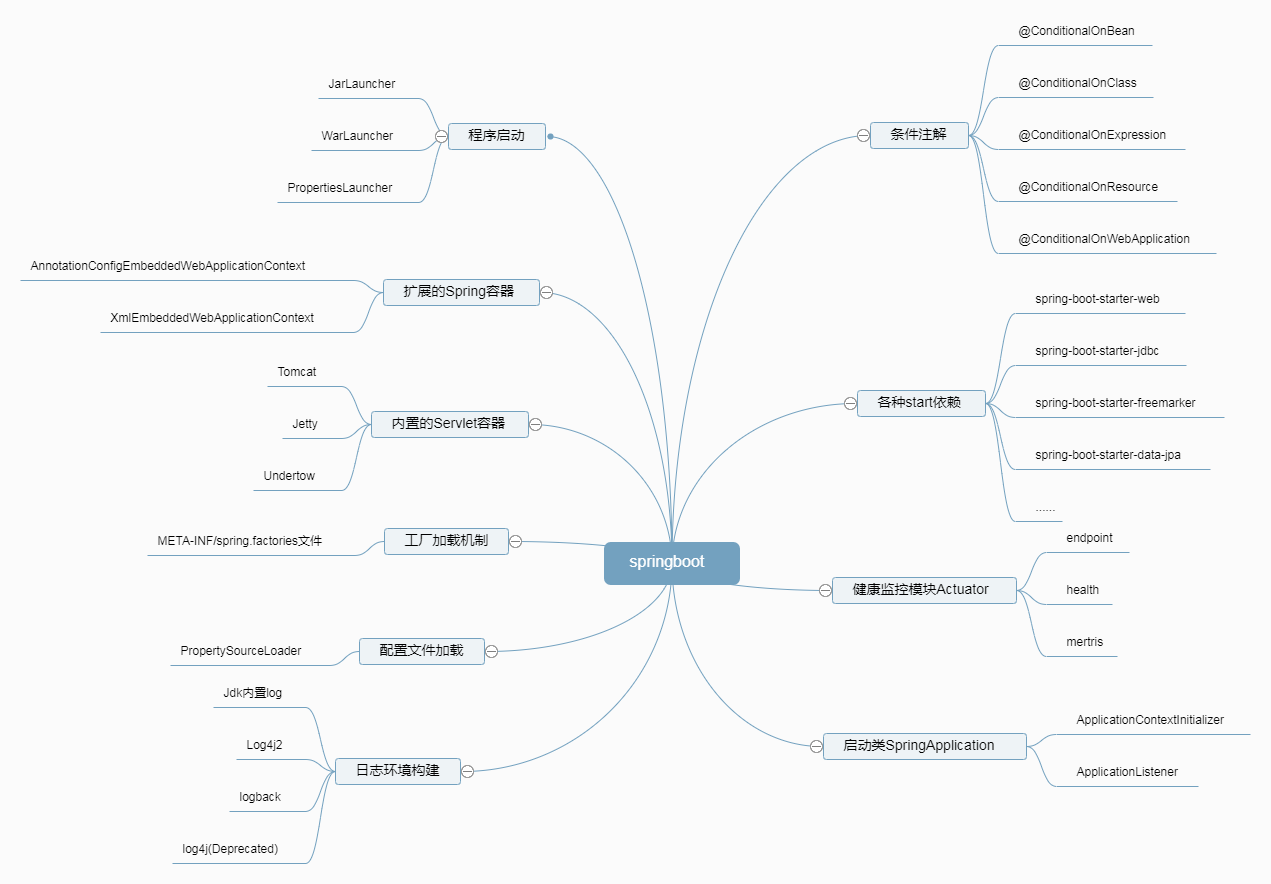 springboot
程序启动
JarLauncher
WarLauncher
PropertiesLauncher
扩展的Spring容器
AnnotationConfigEmbeddedWebApplicationContext
XmlEmbeddedWebApplicationContext
内置的Servlet容器
Tomcat
Jetty
Undertow
工厂加载机制
META-INF/spring.factories文件
配置文件加载
PropertySourceLoader
日志环境构建
Jdk内置log
Log4j2
logback
log4j(Deprecated)
条件注解
@ConditionalOnBean
@ConditionalOnClass
@ConditionalOnExpression
@ConditionalOnResource
@ConditionalOnWebApplication
各种start依赖
spring-boot-starter-web
spring-boot-starter-jdbc
spring-boot-starter-freemarker
spring-boot-starter-data-jpa
......
健康监控模块Actuator
endpoint
health
mertris
启动类SpringApplication
ApplicationContextInitializer
ApplicationListener